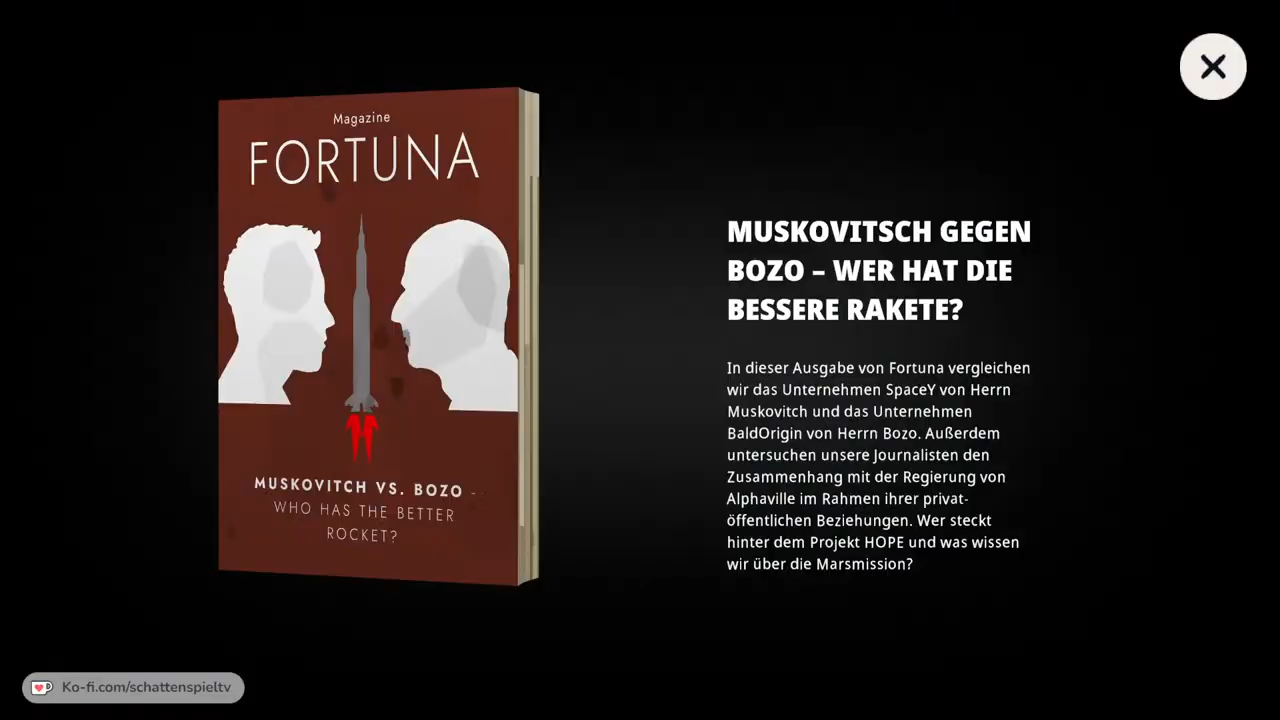 Magazine
FORTUNA
MUSKOVITCH VS. BOZO -
WHO HAS THE BETTER
ROCKET?
MUSKOVITSCH GEGEN
BOZO – WER HAT DIE
BESSERE RAKETE?
In dieser Ausgabe von Fortuna vergleichen
wir das Unternehmen SpaceY von Herrn
Muskovitch und das Unternehmen
BaldOrigin von Herrn Bozo. Außerdem
untersuchen unsere Journalisten den
Zusammenhang mit der Regierung von
Alphaville im Rahmen ihrer privat-
öffentlichen Beziehungen. Wer steckt
hinter dem Projekt HOPE und was wissen
wir über die Marsmission?
Ko-fi.com/schattenspieltv